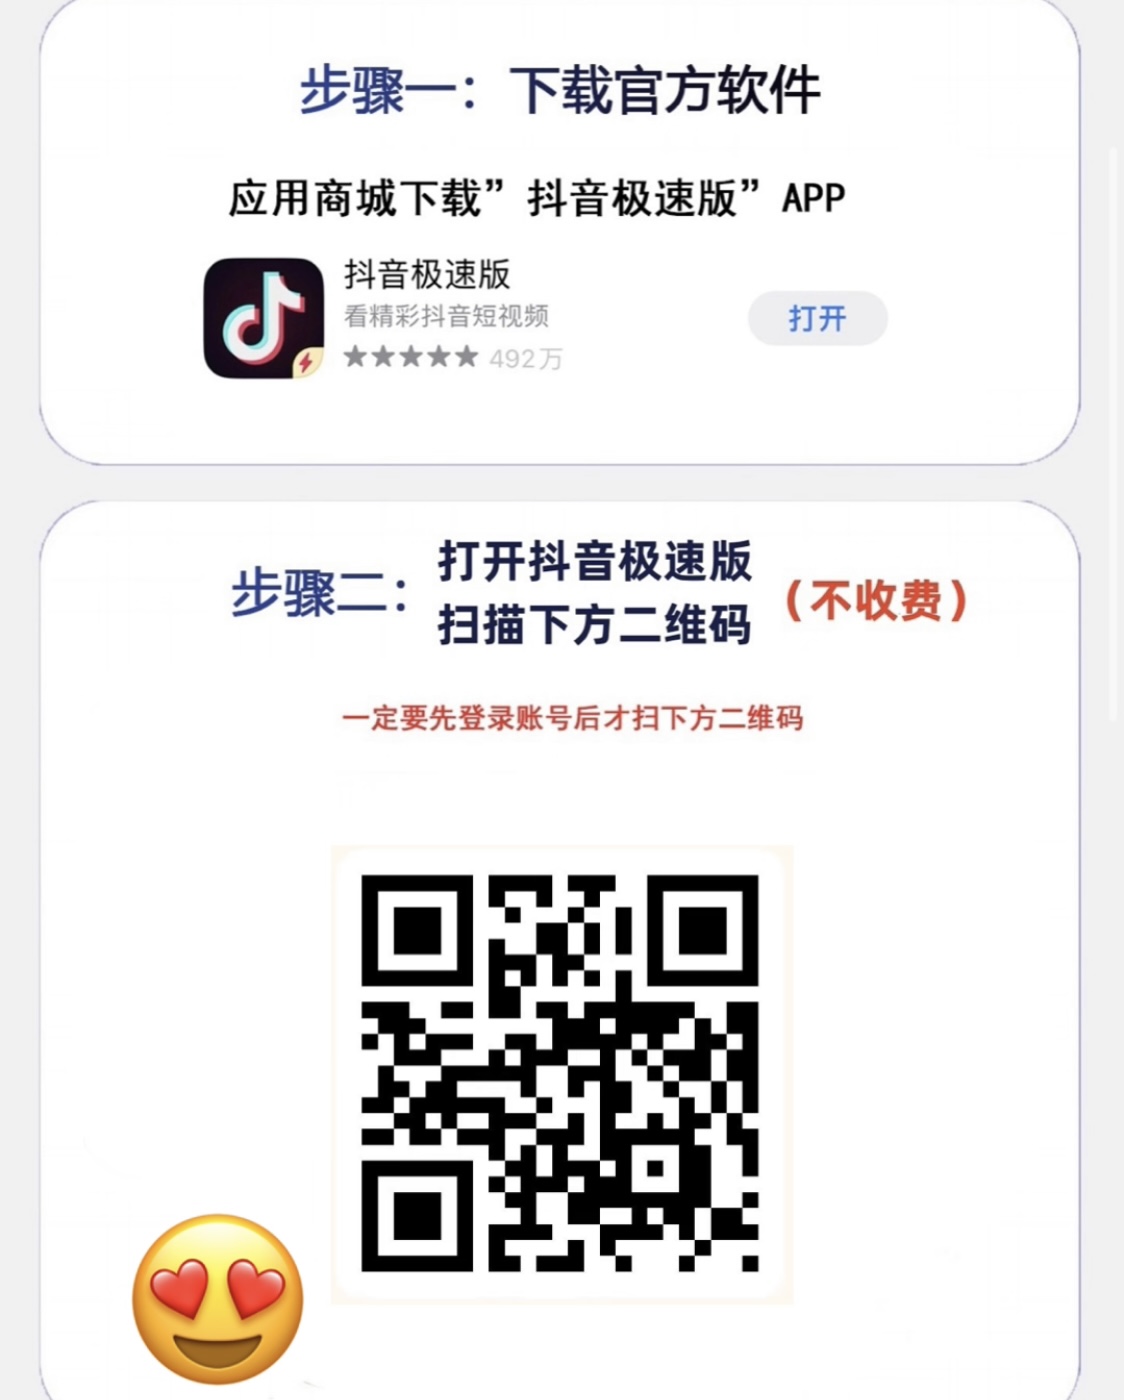 步骤一：下载官方软件
应用商城下载”抖音极速版”APP
抖音极速版
看精彩抖音短视频
492万
打开
步骤二：打开抖音极速版
扫描下方二维码
（不收费）
一定要先登录账号后才扫下方二维码